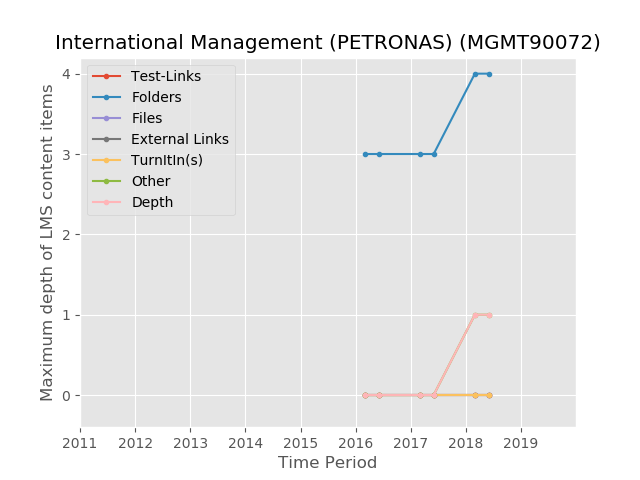 International Management (PETRONAS) (MGMT90072)
Maximum depth of LMS content items
4
3
2
1
0
Test-Links
Folders
Files
External Links
TurnItIn(s)
Other
Depth
2011 2012 2013 2014 2015 2016 2017 2018 2019
Time Period